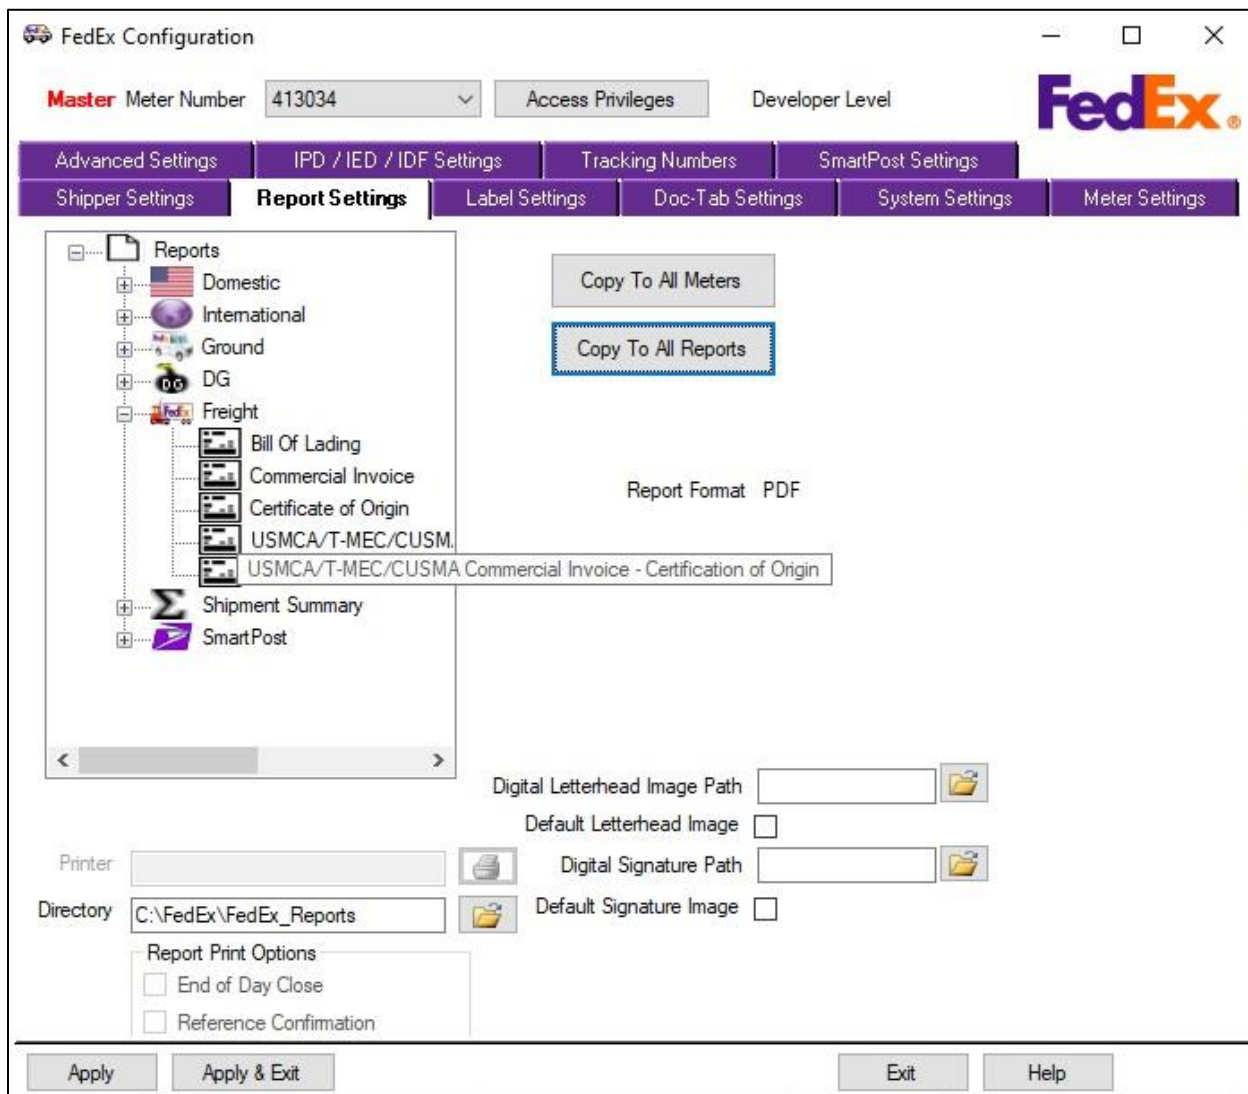 FedEx Configuration
Master Meter Number 413034 Access Privileges Developer Level
FedEx ®
Advanced Settings IPD / IED / IDF Settings Tracking Numbers SmartPost Settings
Shipper Settings Report Settings Label Settings Doc-Tab Settings System Settings Meter Settings
Reports
Domestic
International
Ground
DG DG
FedEx Freight
Bill Of Lading
Commercial Invoice
Certificate of Origin
USMCA/T-MEC/CUSM
USMCA/T-MEC/CUSMA Commercial Invoice - Certification of Origin
Shipment Summary
SmartPost
Copy To All Meters
Copy To All Reports
Report Format PDF
Digital Letterhead Image Path
Default Letterhead Image
Printer
Digital Signature Path
Directory C:\FedEx\FedEx_Reports
Default Signature Image
Report Print Options
End of Day Close
Reference Confirmation
Apply Apply & Exit Exit Help